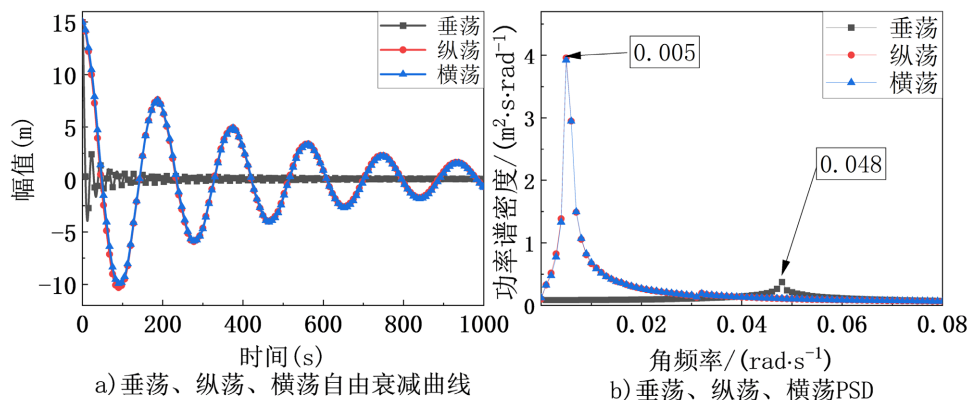 15
10
5
0
-5
-10
幅值(m)
0
200
400
600
800
1000
时间(s)
垂荡
纵荡
横荡
a)垂荡、纵荡、横荡自由衰减曲线
4
3
2
1
0
功率谱密度/(m²·s·rad⁻¹)
0.02
0.04
0.06
0.08
角频率/(rad·s⁻¹)
垂荡
纵荡
横荡
0.005
0.048
b)垂荡、纵荡、横荡PSD